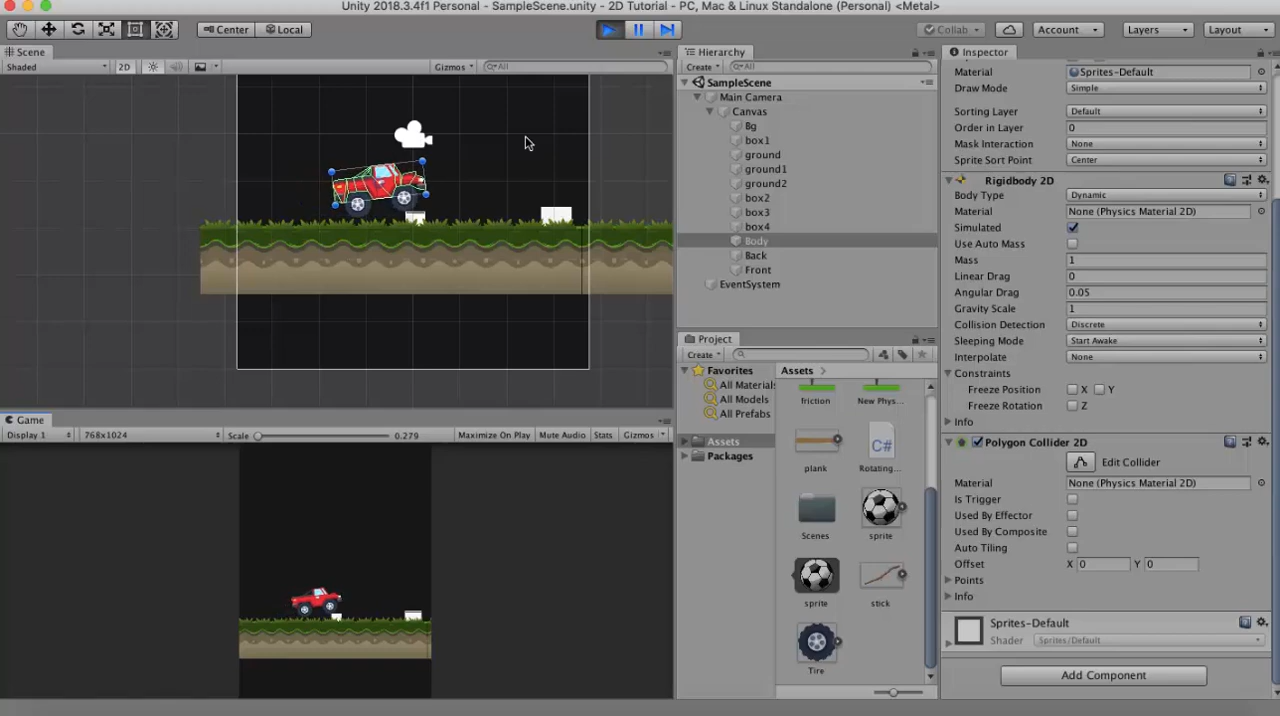 Unity 2018.3.4f1 Personal - SampleScene.unity - 2D Tutorial - PC, Mac & Linux Standalone (Personal) <Metal>
Center Local Collab Account Layers Layout
Scene
Shaded 2D Gizmos All
Hierarchy
Create All
SampleScene
Main Camera
Canvas
Bg
box1
ground
ground1
ground2
box2
box3
box4
Body
Back
Front
EventSystem
Project
Create
Favorites
All Materials
All Models
All Prefabs
Assets
Packages
Assets
friction New Phys...
plank Rotating...
C#
Scenes sprite
sprite stick
Tire
Game
Display 1 768x1024 Scale 0.279 Maximize On Play Mute Audio Stats Gizmos
Inspector
Material Sprites-Default
Draw Mode Simple
Sorting Layer Default
Order in Layer 0
Mask Interaction None
Sprite Sort Point Center
Rigidbody 2D
Body Type Dynamic
Material None (Physics Material 2D)
Simulated
Use Auto Mass
Mass 1
Linear Drag 0
Angular Drag 0.05
Gravity Scale 1
Collision Detection Discrete
Sleeping Mode Start Awake
Interpolate None
Constraints
Freeze Position X Y
Freeze Rotation Z
Info
Polygon Collider 2D
Edit Collider
Material None (Physics Material 2D)
Is Trigger
Used By Effector
Used By Composite
Auto Tiling
Offset X 0 Y 0
Points
Info
Sprites-Default
Shader Sprites/Default
Add Component